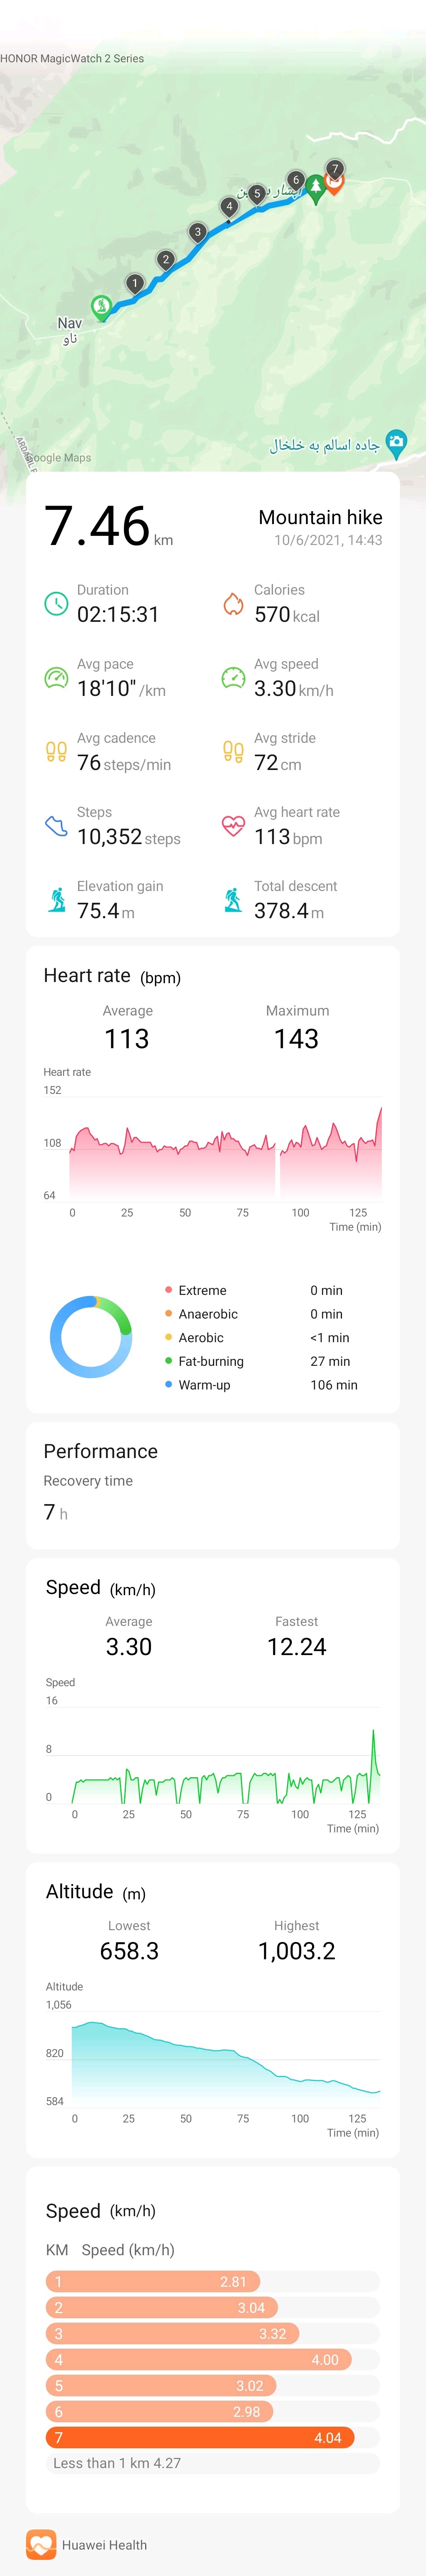 HONOR MagicWatch 2 Series
7
6
5
4
3
2
1
Nav
ناو
جاده اسالم به خلخال
Google Maps
7.46 km
Mountain hike
10/6/2021, 14:43
Duration
02:15:31
Calories
570 kcal
Avg pace
18'10" /km
Avg speed
3.30 km/h
Avg cadence
76 steps/min
Avg stride
72 cm
Steps
10,352 steps
Avg heart rate
113 bpm
Elevation gain
75.4 m
Total descent
378.4 m
Heart rate (bpm)
Average
113
Maximum
143
Heart rate
152
108
64
0 25 50 75 100 125
Time (min)
Extreme 0 min
Anaerobic 0 min
Aerobic <1 min
Fat-burning 27 min
Warm-up 106 min
Performance
Recovery time
7 h
Speed (km/h)
Average
3.30
Fastest
12.24
Speed
16
8
0
0 25 50 75 100 125
Time (min)
Altitude (m)
Lowest
658.3
Highest
1,003.2
Altitude
1,056
820
584
0 25 50 75 100 125
Time (min)
Speed (km/h)
KM Speed (km/h)
1 2.81
2 3.04
3 3.32
4 4.00
5 3.02
6 2.98
7 4.04
Less than 1 km 4.27
Huawei Health